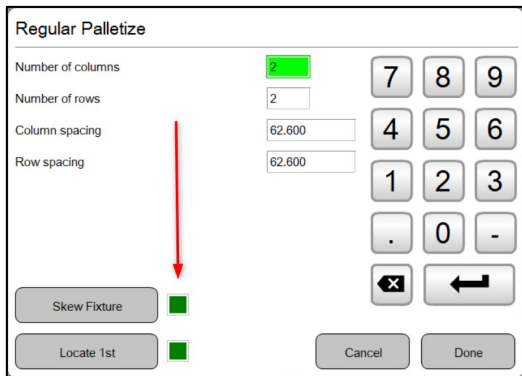 Regular Palletize
Number of columns 2
Number of rows 2
Column spacing 62.600
Row spacing 62.600
7 8 9
4 5 6
1 2 3
. 0 -
Skew Fixture
Locate 1st
Cancel Done